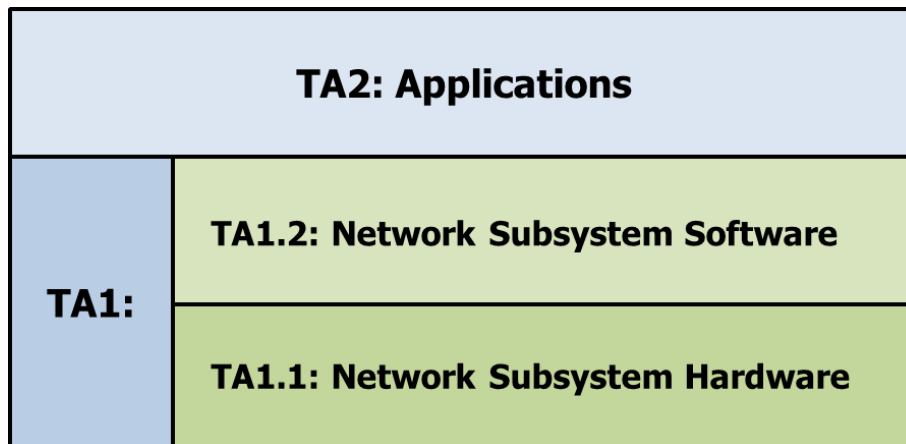 TA2: Applications
TA1.2: Network Subsystem Software
TA1:
TA1.1: Network Subsystem Hardware